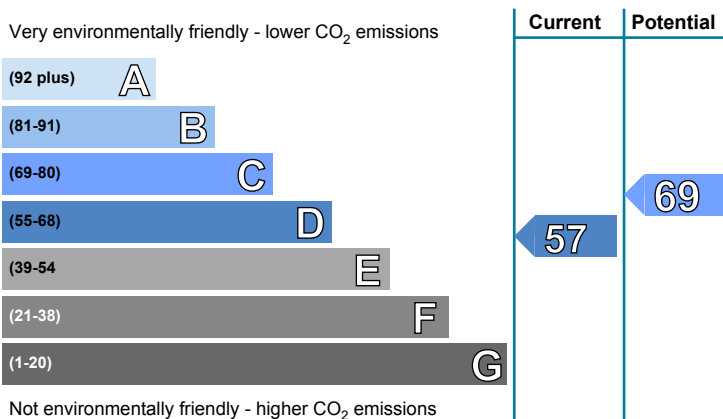 Very environmentally friendly - lower CO2 emissions
Current
Potential
(92 plus) A
(81-91) B
(69-80) C
(55-68) D
(39-54 E
(21-38) F
(1-20) G
57
69
Not environmentally friendly - higher CO2 emissions